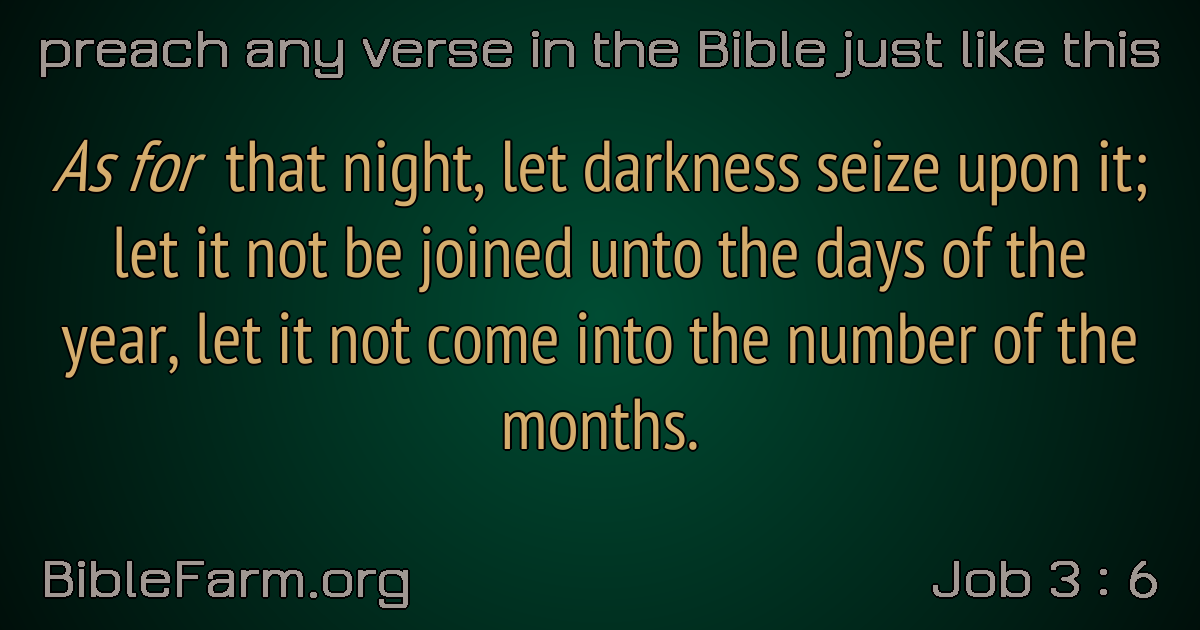 preach any verse in the Bible just like this
As for that night, let darkness seize upon it;
let it not be joined unto the days of the
year, let it not come into the number of the
months.
BibleFarm.org
Job 3 : 6